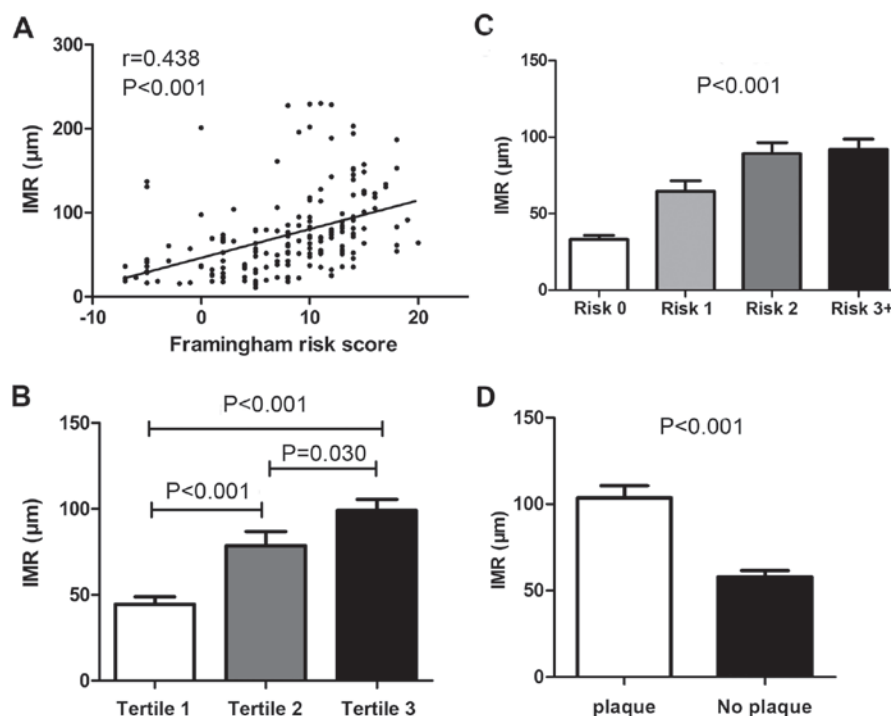 A
300
r=0.438
P<0.001
200
IMR (µm)
100
0
-10 0 10 20
Framingham risk score
B
150
P<0.001
P=0.030
P<0.001
100
IMR (µm)
50
0
Tertile 1 Tertile 2 Tertile 3
C
150
P<0.001
100
IMR (µm)
50
0
Risk 0 Risk 1 Risk 2 Risk 3+
D
150
P<0.001
100
IMR (µm)
50
0
plaque No plaque